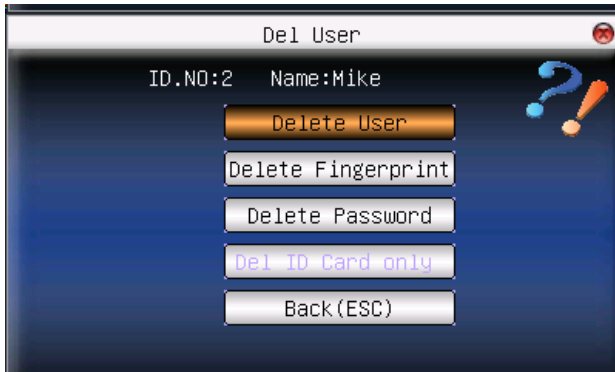 Del User
ID.NO:2 Name:Mike
Delete User
Delete Fingerprint
Delete Password
Del ID Card only
Back(ESC)